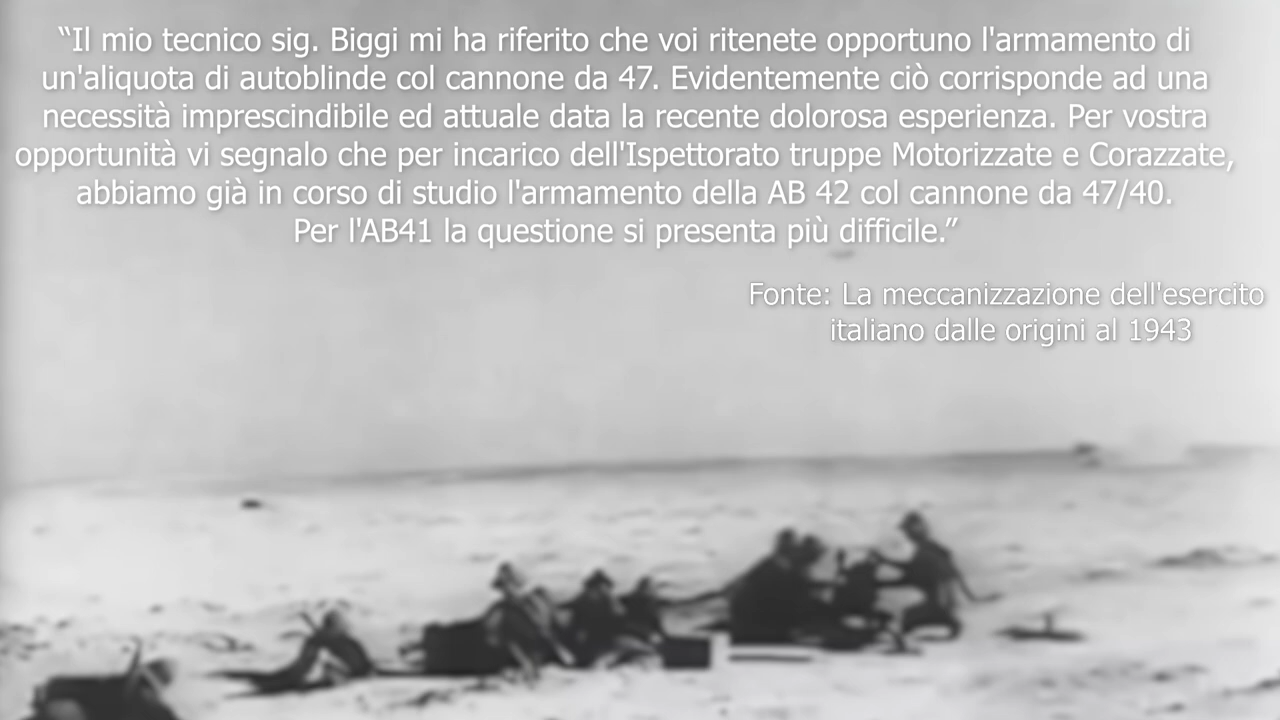 “Il mio tecnico sig. Biggi mi ha riferito che voi ritenete opportuno l'armamento di
un'aliquota di autoblinde col cannone da 47. Evidentemente ciò corrisponde ad una
necessità imprescindibile ed attuale data la recente dolorosa esperienza. Per vostra
opportunità vi segnalo che per incarico dell'Ispettorato truppe Motorizzate e Corazzate,
abbiamo già in corso di studio l'armamento della AB 42 col cannone da 47/40.
Per l'AB41 la questione si presenta più difficile.”
Fonte: La meccanizzazione dell'esercito
italiano dalle origini al 1943